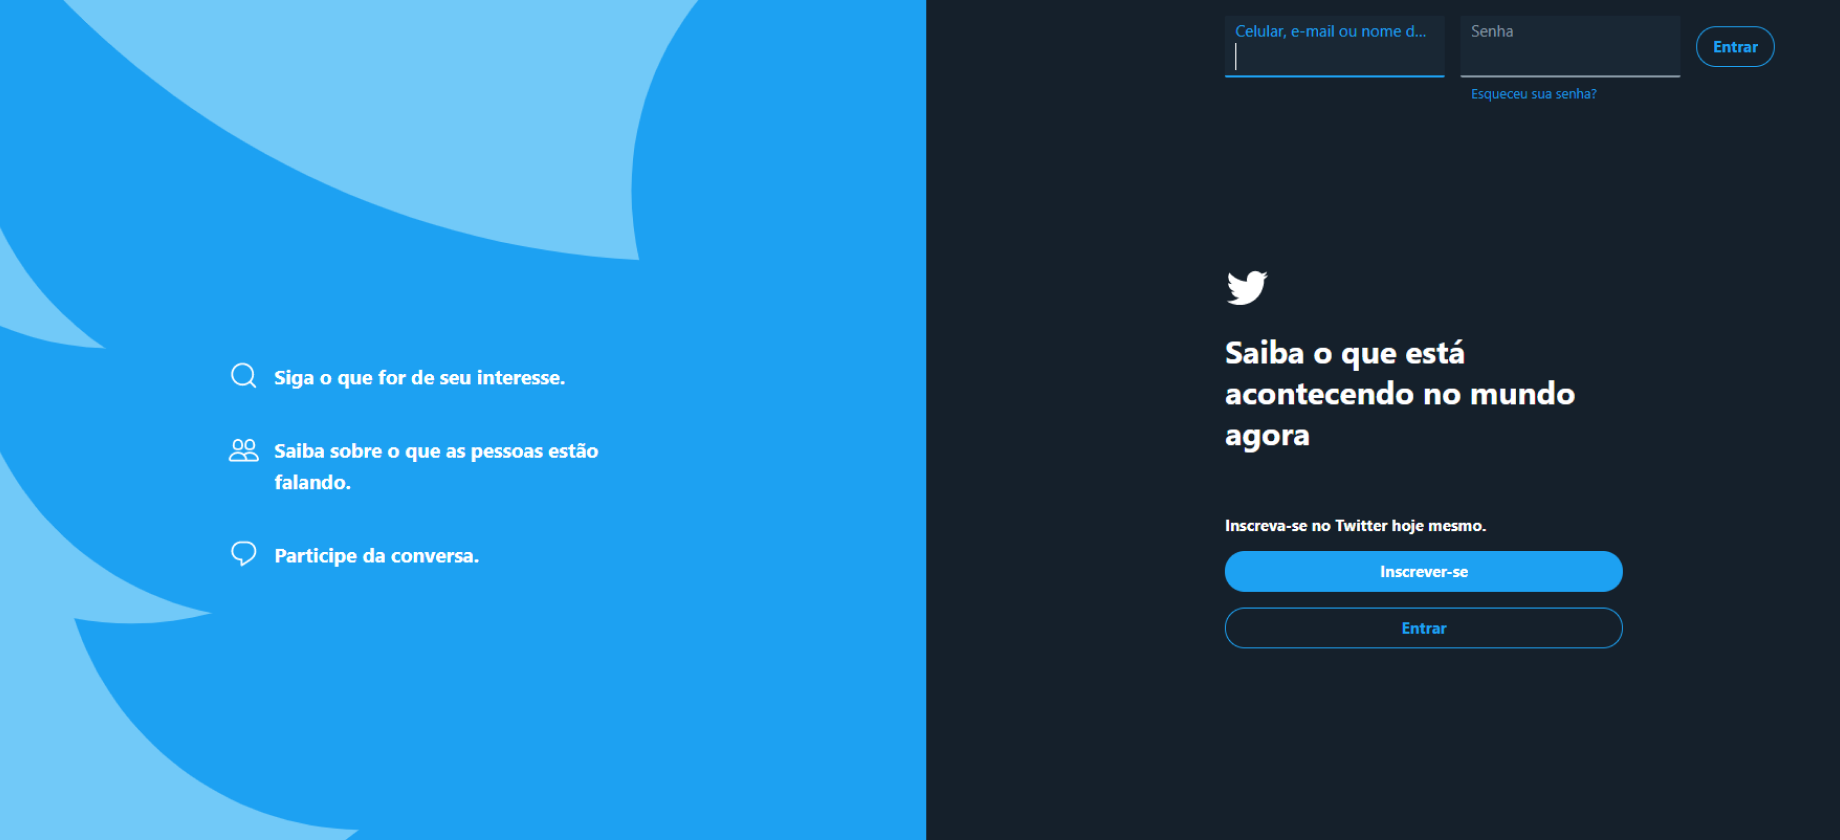 Celular, e-mail ou nome d...
Senha
Entrar
Esqueceu sua senha?
Siga o que for de seu interesse.
Saiba sobre o que as pessoas estão
falando.
Participe da conversa.
Saiba o que está
acontecendo no mundo
agora
Inscreva-se no Twitter hoje mesmo.
Inscrever-se
Entrar